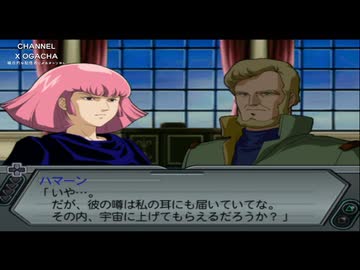 CHANNEL
X OGACHA
ハマーン
「いや…。
だが、彼の噂は私の耳にも届いていてな。
その内、宇宙に上げてもらえるだろうか？」